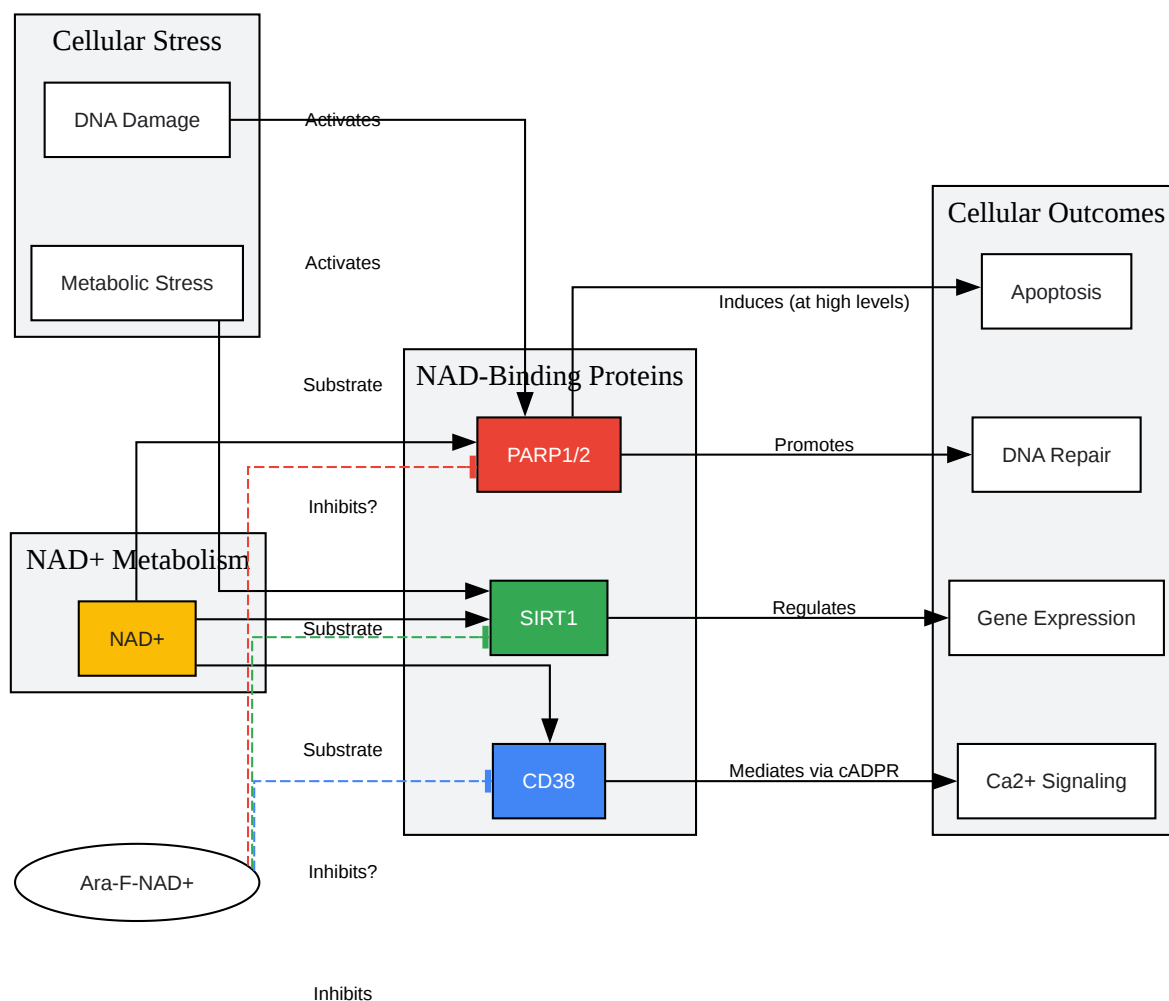 Cellular Stress
DNA Damage
Activates
Metabolic Stress
Activates
Cellular Outcomes
Apoptosis
Induces (at high levels)
NAD-Binding Proteins
Substrate
PARP1/2
Promotes
DNA Repair
Inhibits?
NAD+ Metabolism
NAD+
Substrate
SIRT1
Regulates
Gene Expression
Substrate
CD38
Mediates via cADPR
Ca2+ Signaling
Ara-F-NAD+
Inhibits?
Inhibits